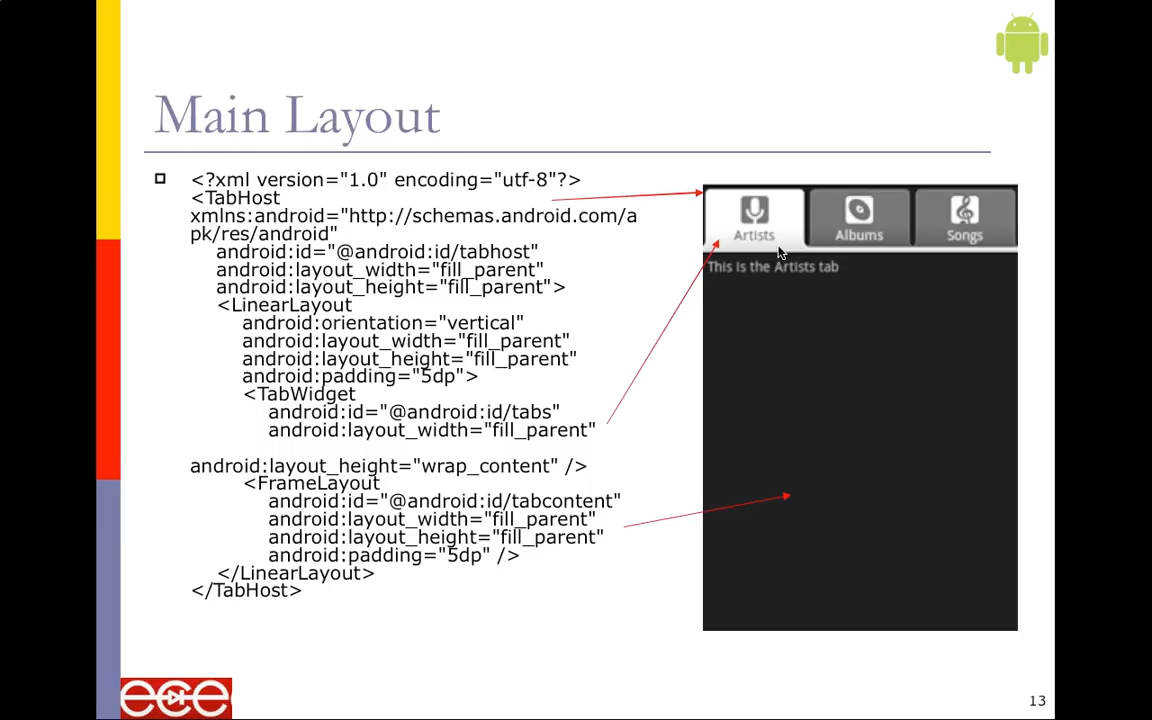 Main Layout
<?xml version="1.0" encoding="utf-8"?>
<TabHost
xmlns:android="http://schemas.android.com/a
pk/res/android"
android:id="@android:id/tabhost"
android:layout_width="fill_parent"
android:layout_height="fill_parent">
<LinearLayout
android:orientation="vertical"
android:layout_width="fill_parent"
android:layout_height="fill_parent"
android:padding="5dp">
<TabWidget
android:id="@android:id/tabs"
android:layout_width="fill_parent"
android:layout_height="wrap_content" />
<FrameLayout
android:id="@android:id/tabcontent"
android:layout_width="fill_parent"
android:layout_height="fill_parent"
android:padding="5dp" />
</LinearLayout>
</TabHost>
Artists
Albums
Songs
This is the Artists tab
ece
13